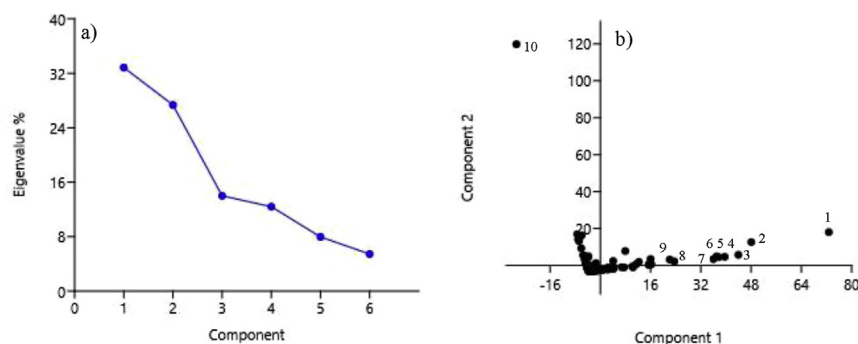 a)
40
32
24
16
8
0
Eigenvalue %
0 1 2 3 4 5 6
Component
b)
10
120
100
80
60
40
20
Component 2
1
2
9 6 5 4
8 7 3
-16 16 32 48 64 80
Component 1